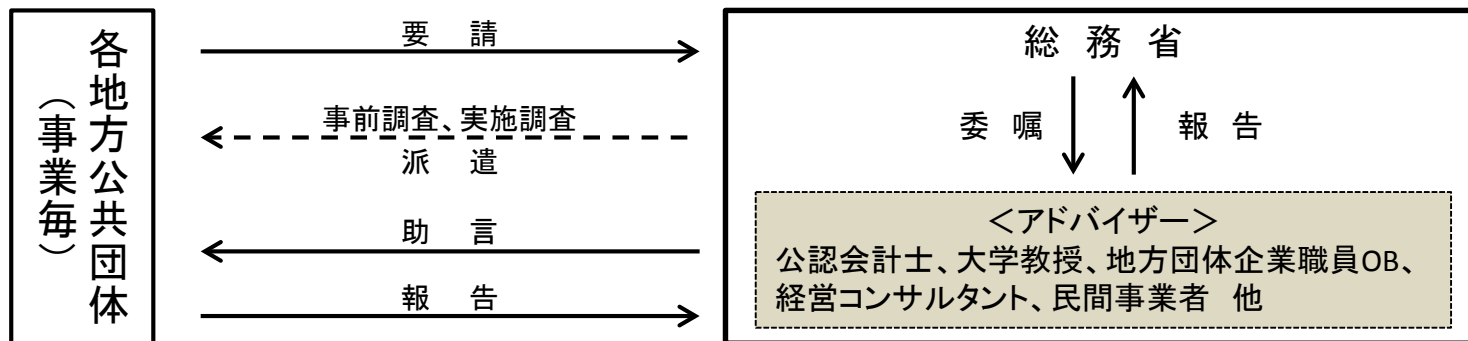 各地方公共団体
（事業毎）
要　請
事前調査、実施調査
派　遣
助　言
報　告
総 務 省
委 嘱
報 告
＜アドバイザー＞
公認会計士、大学教授、地方団体企業職員OB、
経営コンサルタント、民間事業者　他